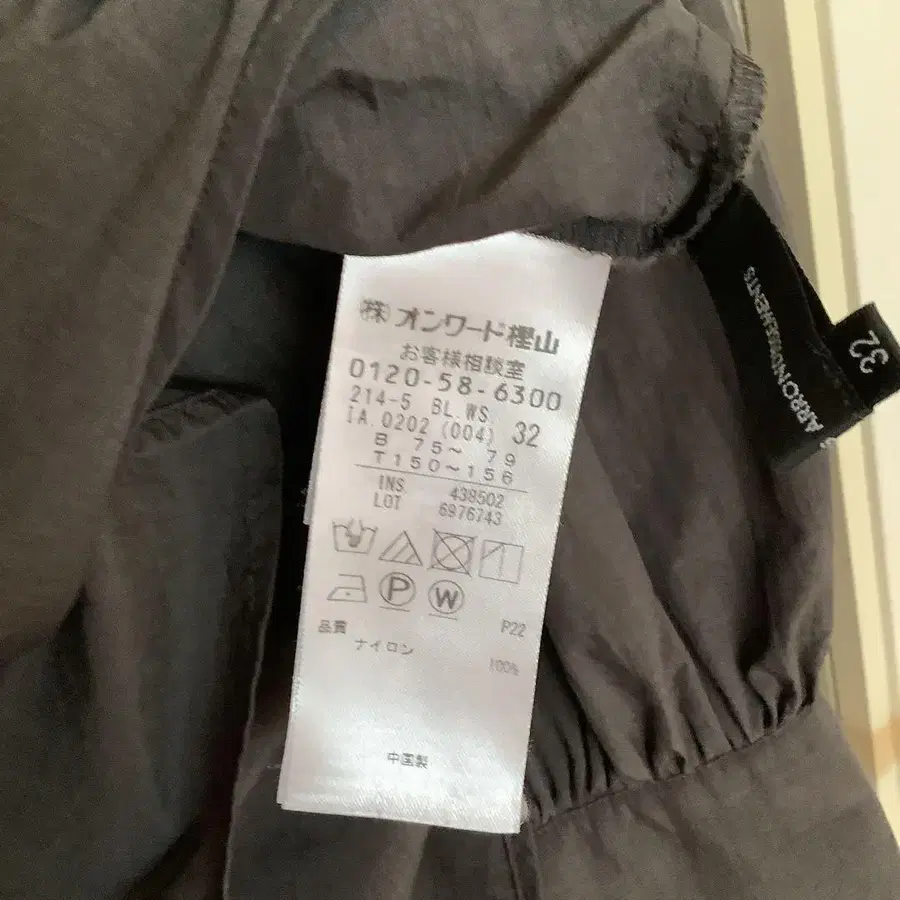 ㈱オンワード樫山
お客様相談室
0120-58-6300
214-5 BL.WS.
IA.0202 (004) 32
B 75～ 79
T150～156
INS. 438502
LOT 6976743
P W
品質 P22
ナイロン 100%
中国製
32